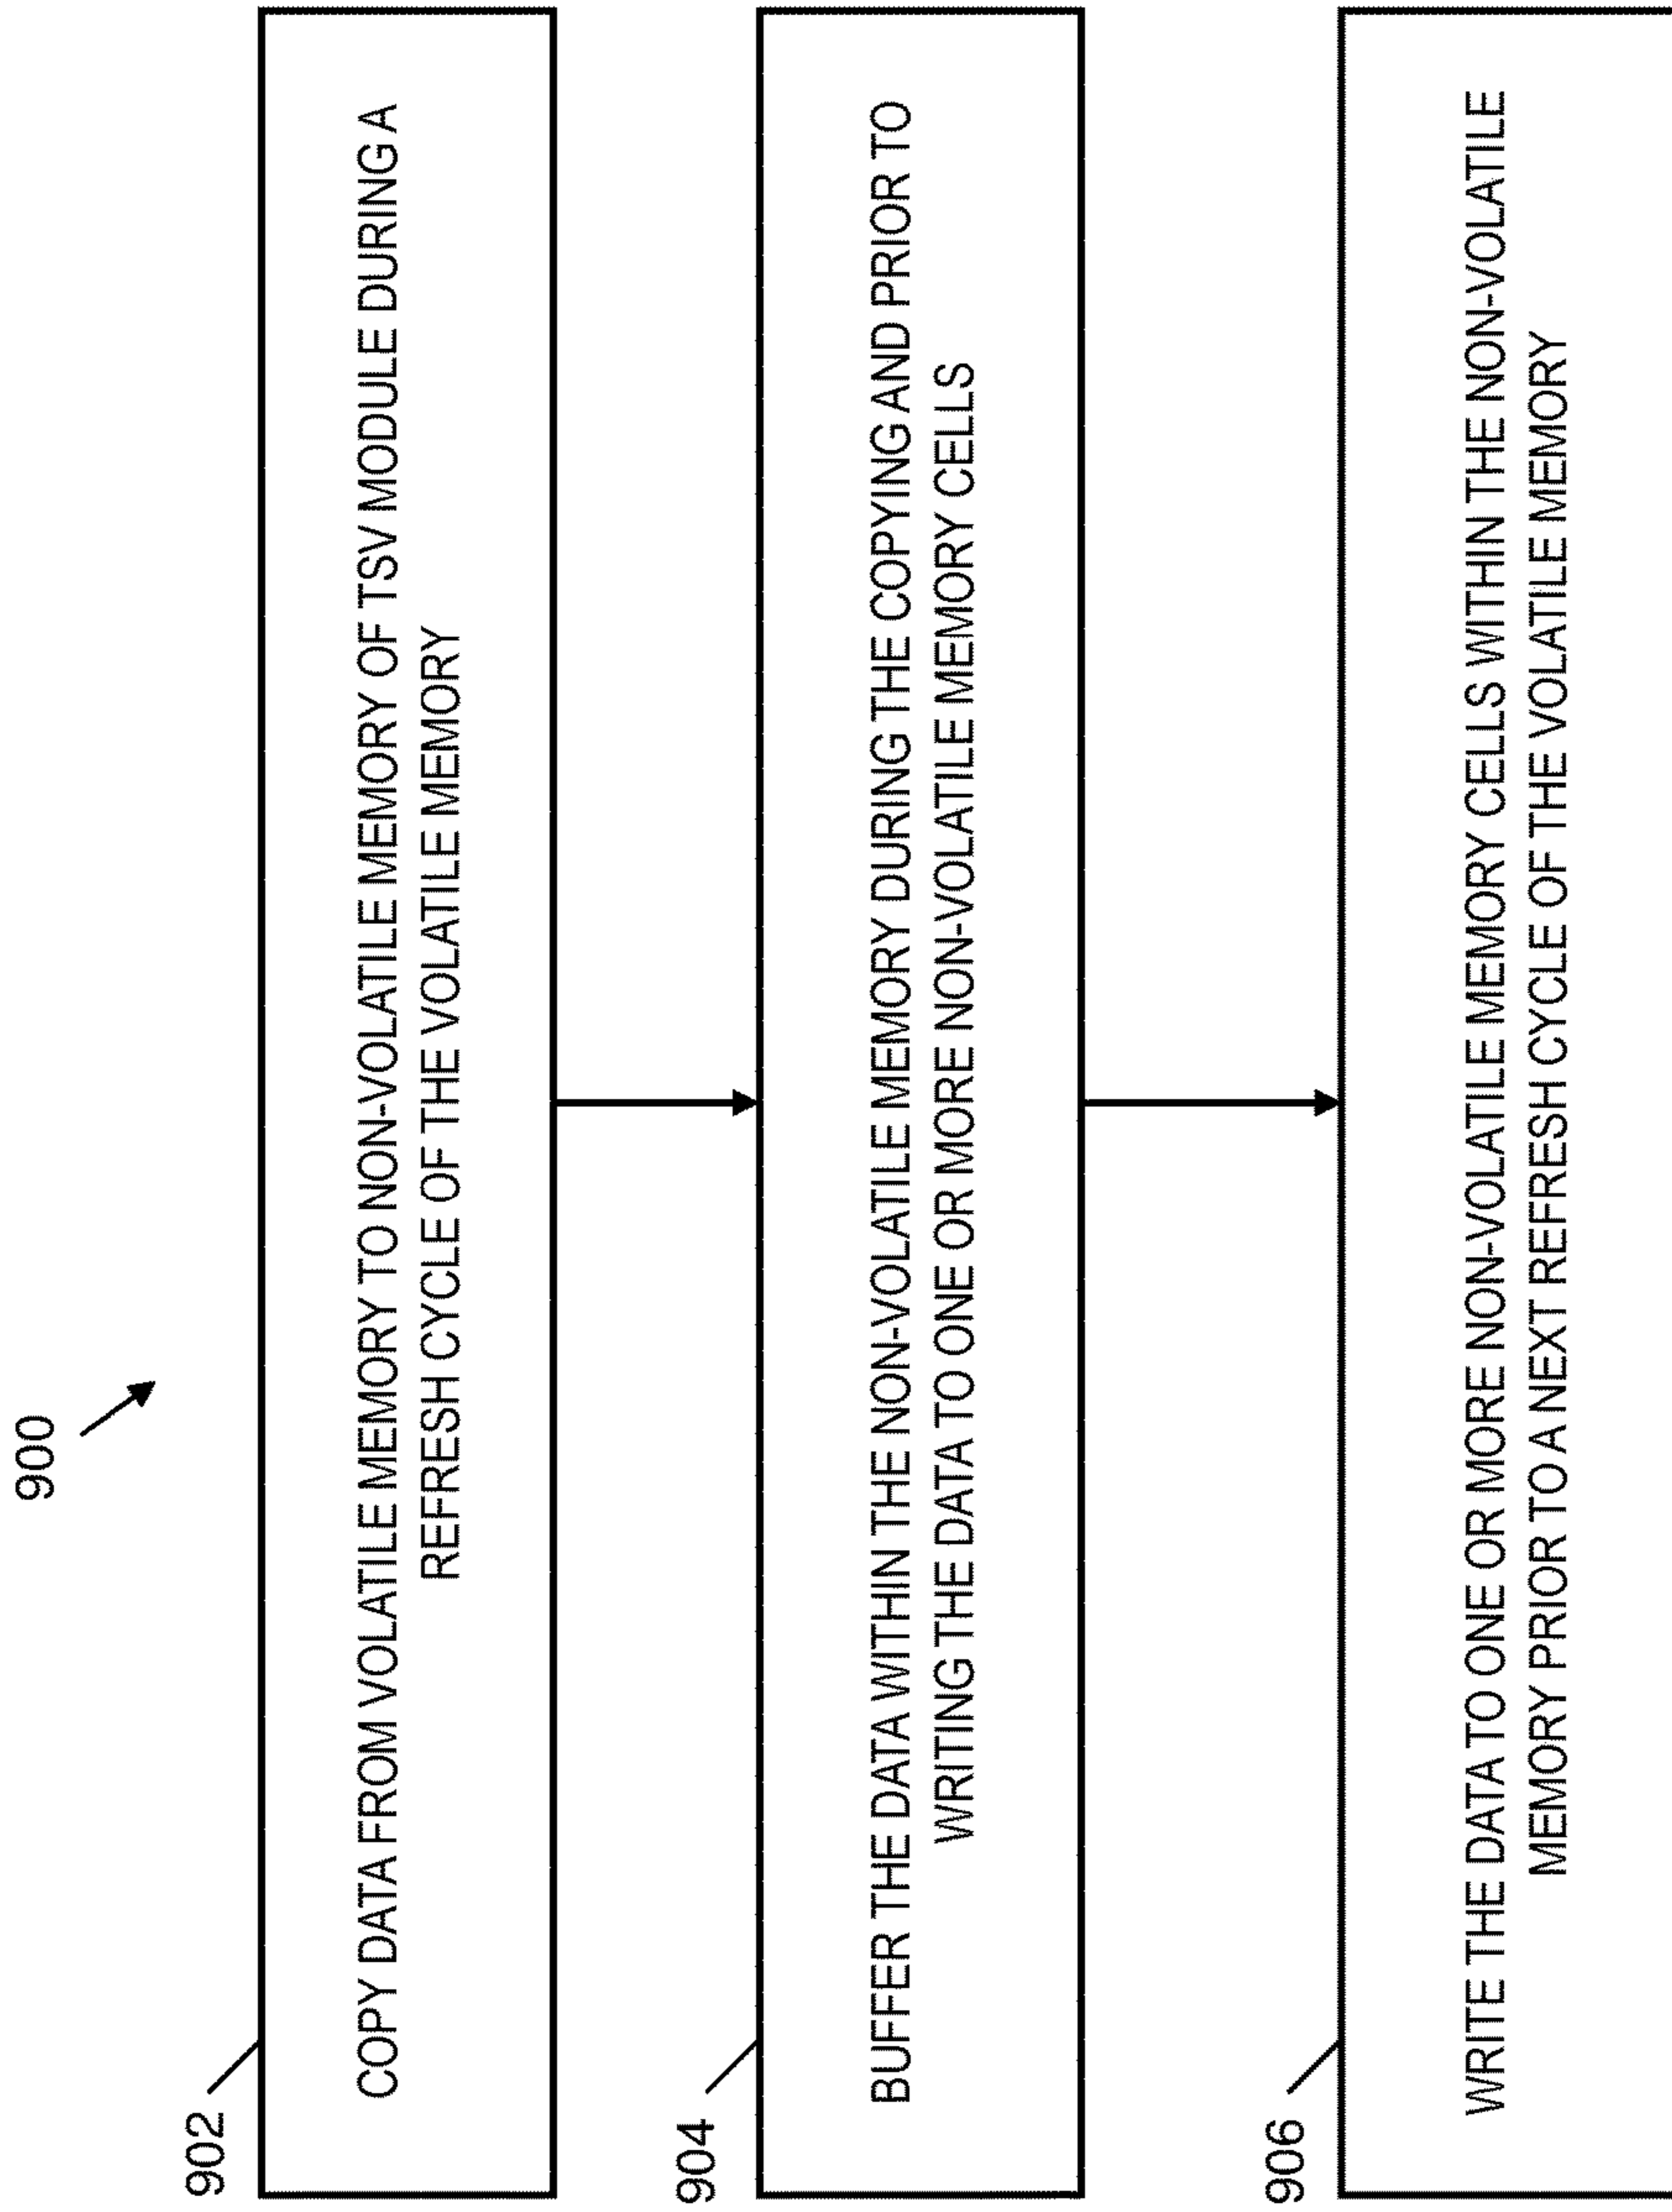 900
902
COPY DATA FROM VOLATILE MEMORY TO NON-VOLATILE MEMORY OF TSV MODULE DURING A
REFRESH CYCLE OF THE VOLATILE MEMORY
904
BUFFER THE DATA WITHIN THE NON-VOLATILE MEMORY DURING THE COPYING AND PRIOR TO
WRITING THE DATA TO ONE OR MORE NON-VOLATILE MEMORY CELLS
906
WRITE THE DATA TO ONE OR MORE NON-VOLATILE MEMORY CELLS WITHIN THE NON-VOLATILE
MEMORY PRIOR TO A NEXT REFRESH CYCLE OF THE VOLATILE MEMORY